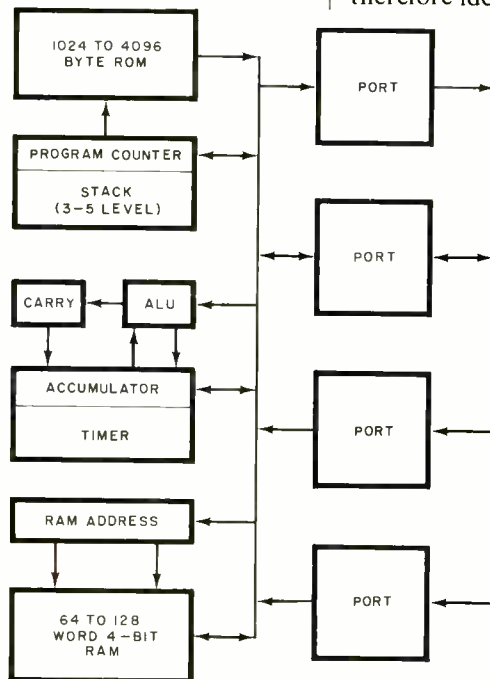 therefore
1024 TO 4096
BYTE ROM
PROGRAM COUNTER
STACK
(3-5 LEVEL)
CARRY
ALU
ACCUMULATOR
TIMER
RAM ADDRESS
64 TO 128
WORD 4-BIT
RAM
PORT
PORT
PORT
PORT